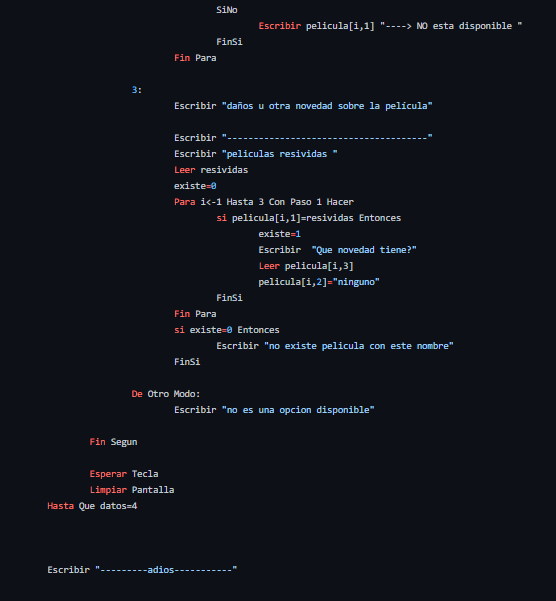 SiNo
Escribir pelicula[i,1] "----> NO esta disponible "
FinSi
Fin Para
3:
Escribir "daños u otra novedad sobre la película"
Escribir "--------------------------------------"
Escribir "peliculas resividas "
Leer resividas
existe=0
Para i<-1 Hasta 3 Con Paso 1 Hacer
si pelicula[i,1]=resividas Entonces
existe=1
Escribir  "Que novedad tiene?"
Leer pelicula[i,3]
pelicula[i,2]="ninguno"
FinSi
Fin Para
si existe=0 Entonces
Escribir "no existe pelicula con este nombre"
FinSi
De Otro Modo:
Escribir "no es una opcion disponible"
Fin Segun
Esperar Tecla
Limpiar Pantalla
Hasta Que datos=4
Escribir "---------adios-----------"